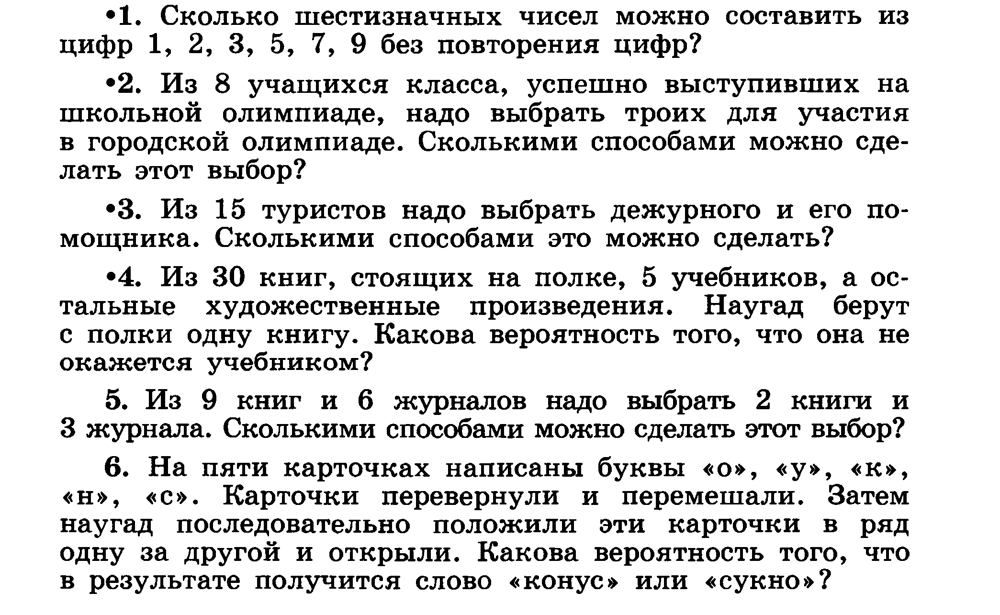 •1. Сколько шестизначных чисел можно составить из
цифр 1, 2, 3, 5, 7, 9 без повторения цифр?
•2. Из 8 учащихся класса, успешно выступивших на
школьной олимпиаде, надо выбрать троих для участия
в городской олимпиаде. Сколькими способами можно сде-
лать этот выбор?
•3. Из 15 туристов надо выбрать дежурного и его по-
мощника. Сколькими способами это можно сделать?
•4. Из 30 книг, стоящих на полке, 5 учебников, а ос-
тальные художественные произведения. Наугад берут
с полки одну книгу. Какова вероятность того, что она не
окажется учебником?
5. Из 9 книг и 6 журналов надо выбрать 2 книги и
3 журнала. Сколькими способами можно сделать этот выбор?
6. На пяти карточках написаны буквы «о», «у», «к»,
«н», «с». Карточки перевернули и перемешали. Затем
наугад последовательно положили эти карточки в ряд
одну за другой и открыли. Какова вероятность того, что
в результате получится слово «конус» или «сукно»?